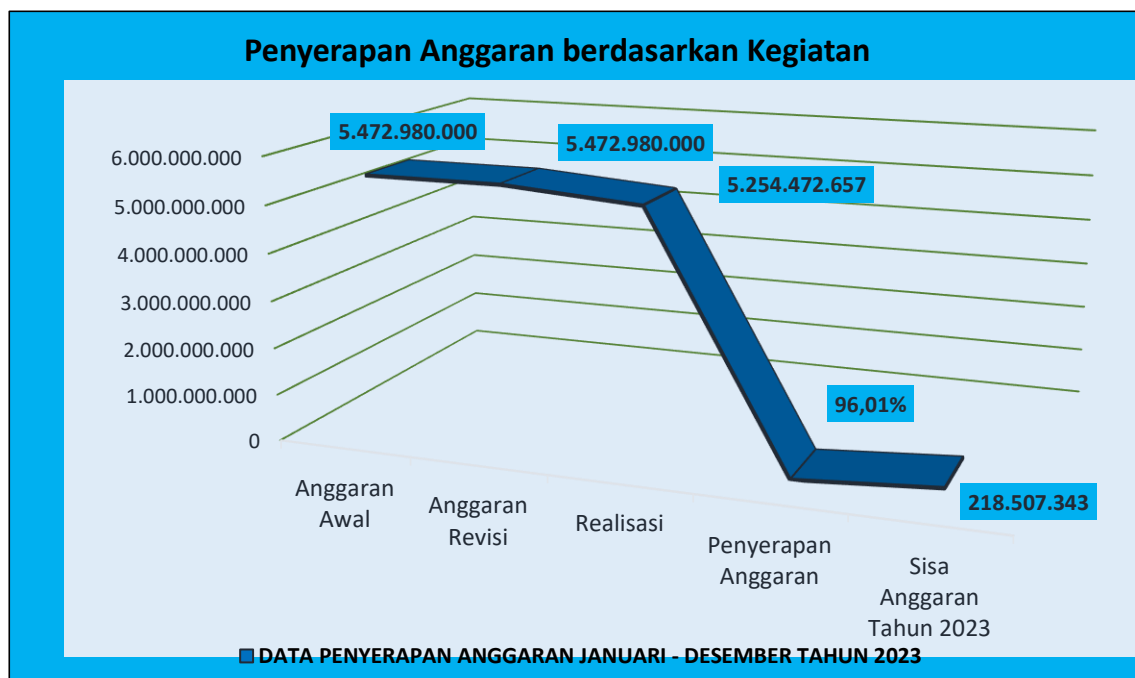 Penyerapan Anggaran berdasarkan Kegiatan
6.000.000.000
5.000.000.000
4.000.000.000
3.000.000.000
2.000.000.000
1.000.000.000
0
5.472.980.000
5.472.980.000
5.254.472.657
96,01%
218.507.343
Anggaran
Awal
Anggaran
Revisi
Realisasi
Penyerapan
Anggaran
Sisa
Anggaran
Tahun 2023
DATA PENYERAPAN ANGGARAN JANUARI - DESEMBER TAHUN 2023